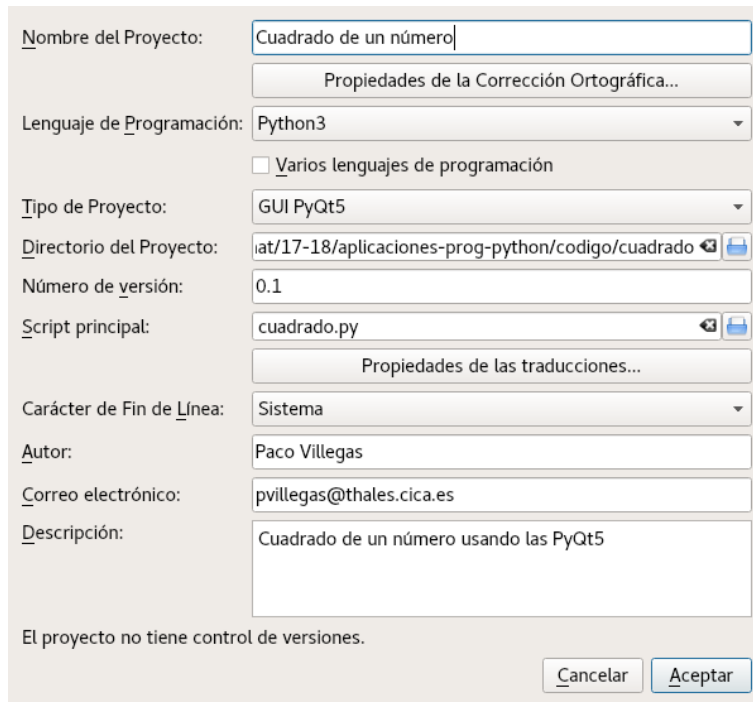 Nombre del Proyecto: Cuadrado de un número
Propiedades de la Corrección Ortográfica...
Lenguaje de Programación: Python3
Varios lenguajes de programación
Tipo de Proyecto: GUI PyQt5
Directorio del Proyecto: at/17-18/aplicaciones-prog-python/codigo/cuadrado
Número de versión: 0.1
Script principal: cuadrado.py
Propiedades de las traducciones...
Carácter de Fin de Línea: Sistema
Autor: Paco Villegas
Correo electrónico: pvillegas@thales.cica.es
Descripción: Cuadrado de un número usando las PyQt5
El proyecto no tiene control de versiones.
Cancelar Aceptar